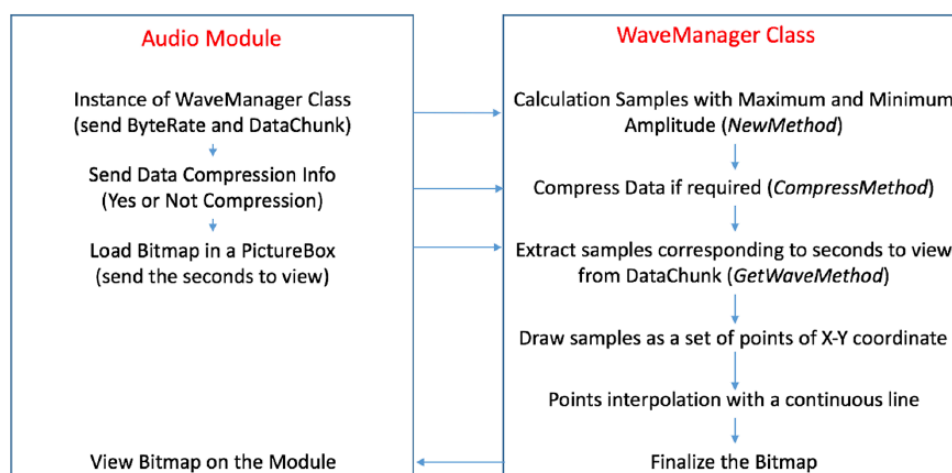 Audio Module
Instance of WaveManager Class
(send ByteRate and DataChunk)
Send Data Compression Info
(Yes or Not Compression)
Load Bitmap in a PictureBox
(send the seconds to view)
View Bitmap on the Module
WaveManager Class
Calculation Samples with Maximum and Minimum
Amplitude (NewMethod)
Compress Data if required (CompressMethod)
Extract samples corresponding to seconds to view
from DataChunk (GetWaveMethod)
Draw samples as a set of points of X-Y coordinate
Points interpolation with a continuous line
Finalize the Bitmap